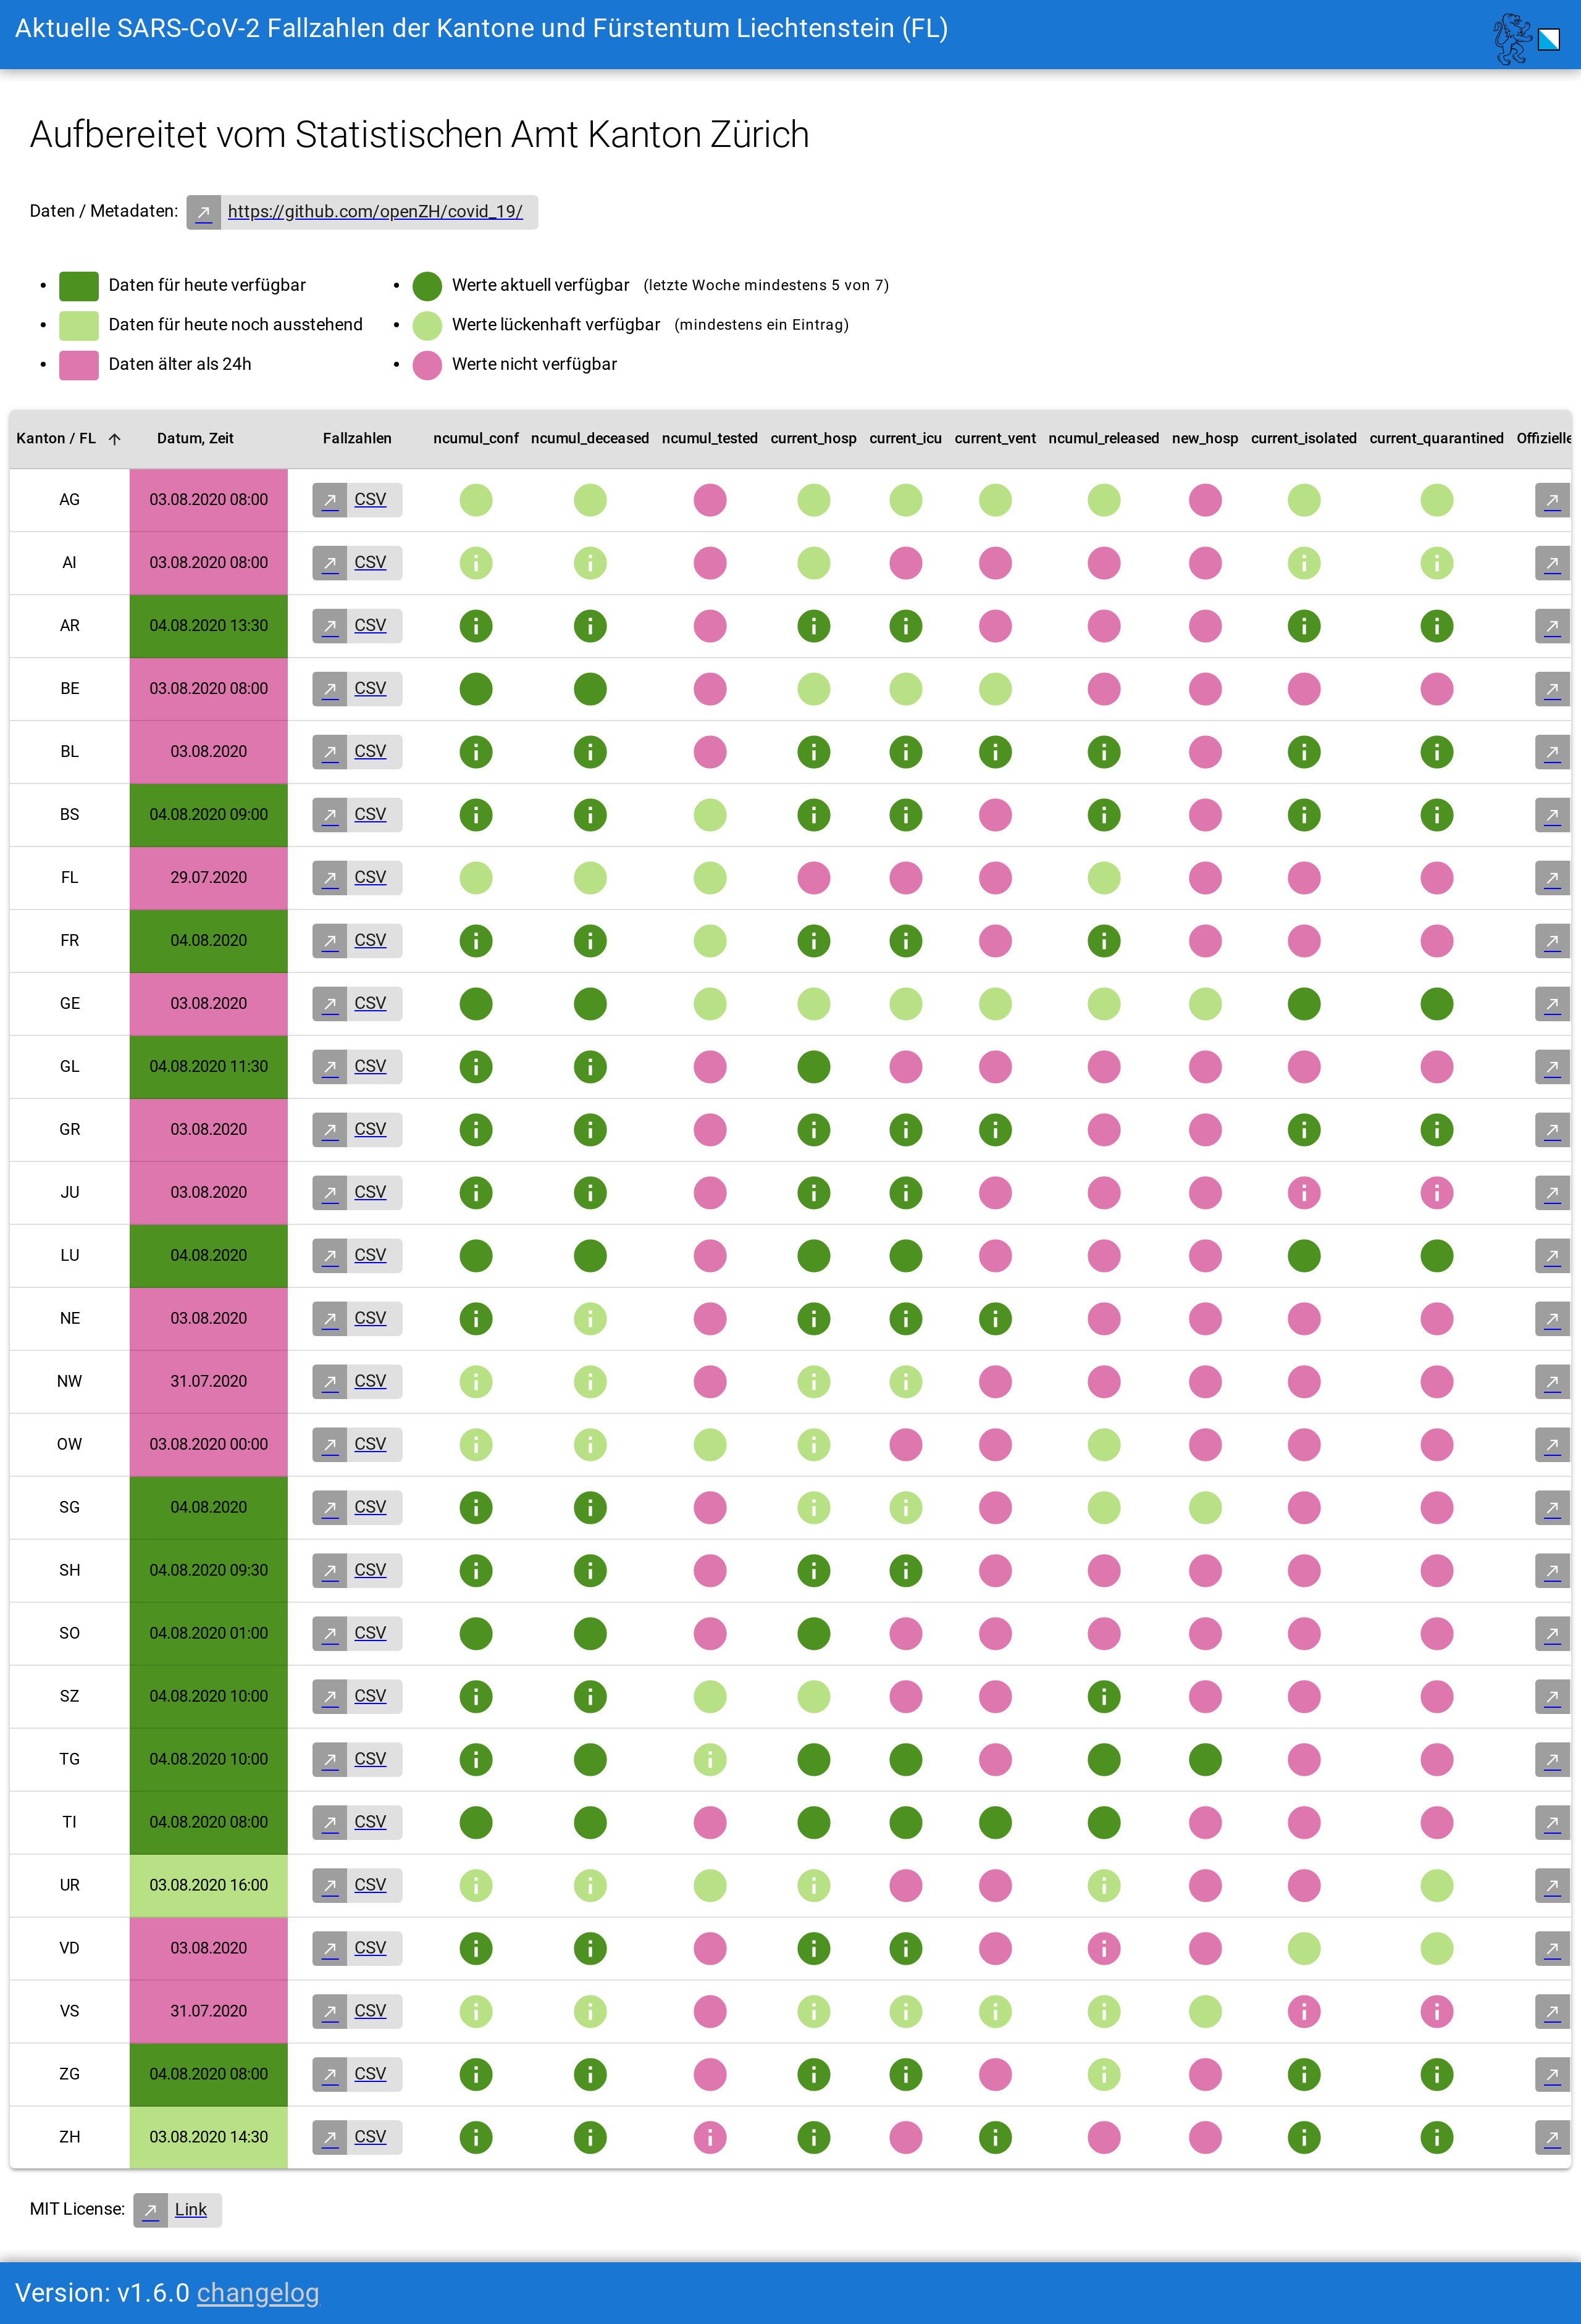 Aktuelle SARS-CoV-2 Fallzahlen der Kantone und Fürstentum Liechtenstein (FL)
Aufbereitet vom Statistischen Amt Kanton Zürich
Daten / Metadaten: https://github.com/openZH/covid_19/
Daten für heute verfügbar
Daten für heute noch ausstehend
Daten älter als 24h
Werte aktuell verfügbar (letzte Woche mindestens 5 von 7)
Werte lückenhaft verfügbar (mindestens ein Eintrag)
Werte nicht verfügbar
Kanton / FL Datum, Zeit Fallzahlen ncumul_conf ncumul_deceased ncumul_tested current_hosp current_icu current_vent ncumul_released new_hosp current_isolated current_quarantined Offizielle
AG 03.08.2020 08:00 CSV
AI 03.08.2020 08:00 CSV
AR 04.08.2020 13:30 CSV
BE 03.08.2020 08:00 CSV
BL 03.08.2020 CSV
BS 04.08.2020 09:00 CSV
FL 29.07.2020 CSV
FR 04.08.2020 CSV
GE 03.08.2020 CSV
GL 04.08.2020 11:30 CSV
GR 03.08.2020 CSV
JU 03.08.2020 CSV
LU 04.08.2020 CSV
NE 03.08.2020 CSV
NW 31.07.2020 CSV
OW 03.08.2020 00:00 CSV
SG 04.08.2020 CSV
SH 04.08.2020 09:30 CSV
SO 04.08.2020 01:00 CSV
SZ 04.08.2020 10:00 CSV
TG 04.08.2020 10:00 CSV
TI 04.08.2020 08:00 CSV
UR 03.08.2020 16:00 CSV
VD 03.08.2020 CSV
VS 31.07.2020 CSV
ZG 04.08.2020 08:00 CSV
ZH 03.08.2020 14:30 CSV
MIT License: Link
Version: v1.6.0 changelog